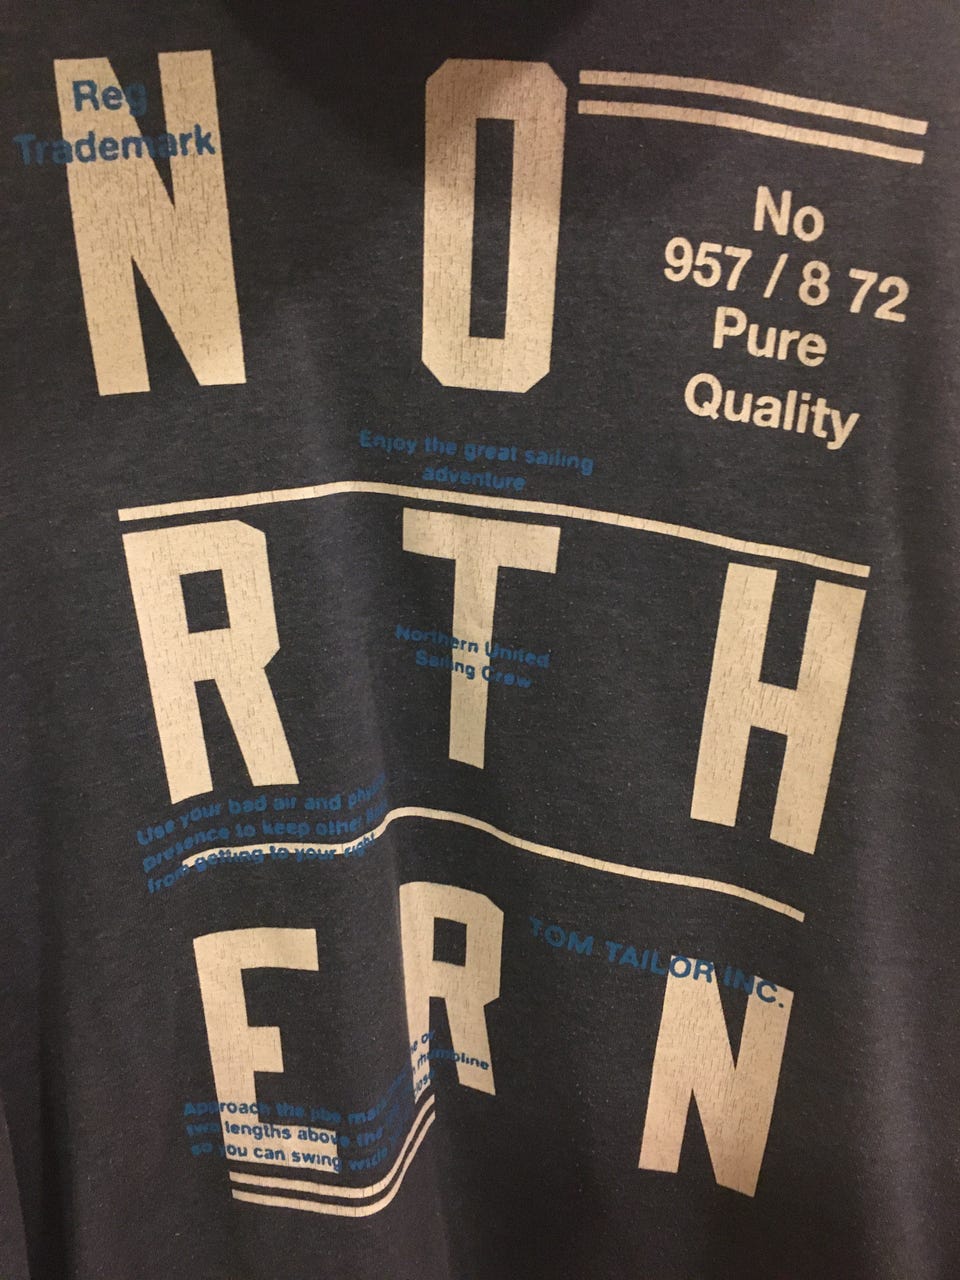 N O
Reg
Trademark
No
957 / 8 72
Pure
Quality
Enjoy the great sailing
adventure
R T H
Northern United
Sailing Crew
Use your bad air and
presence to keep other
from getting to your right
E R N
TOM TAILOR INC.
Approach the
two lengths above the
so you can swing wide